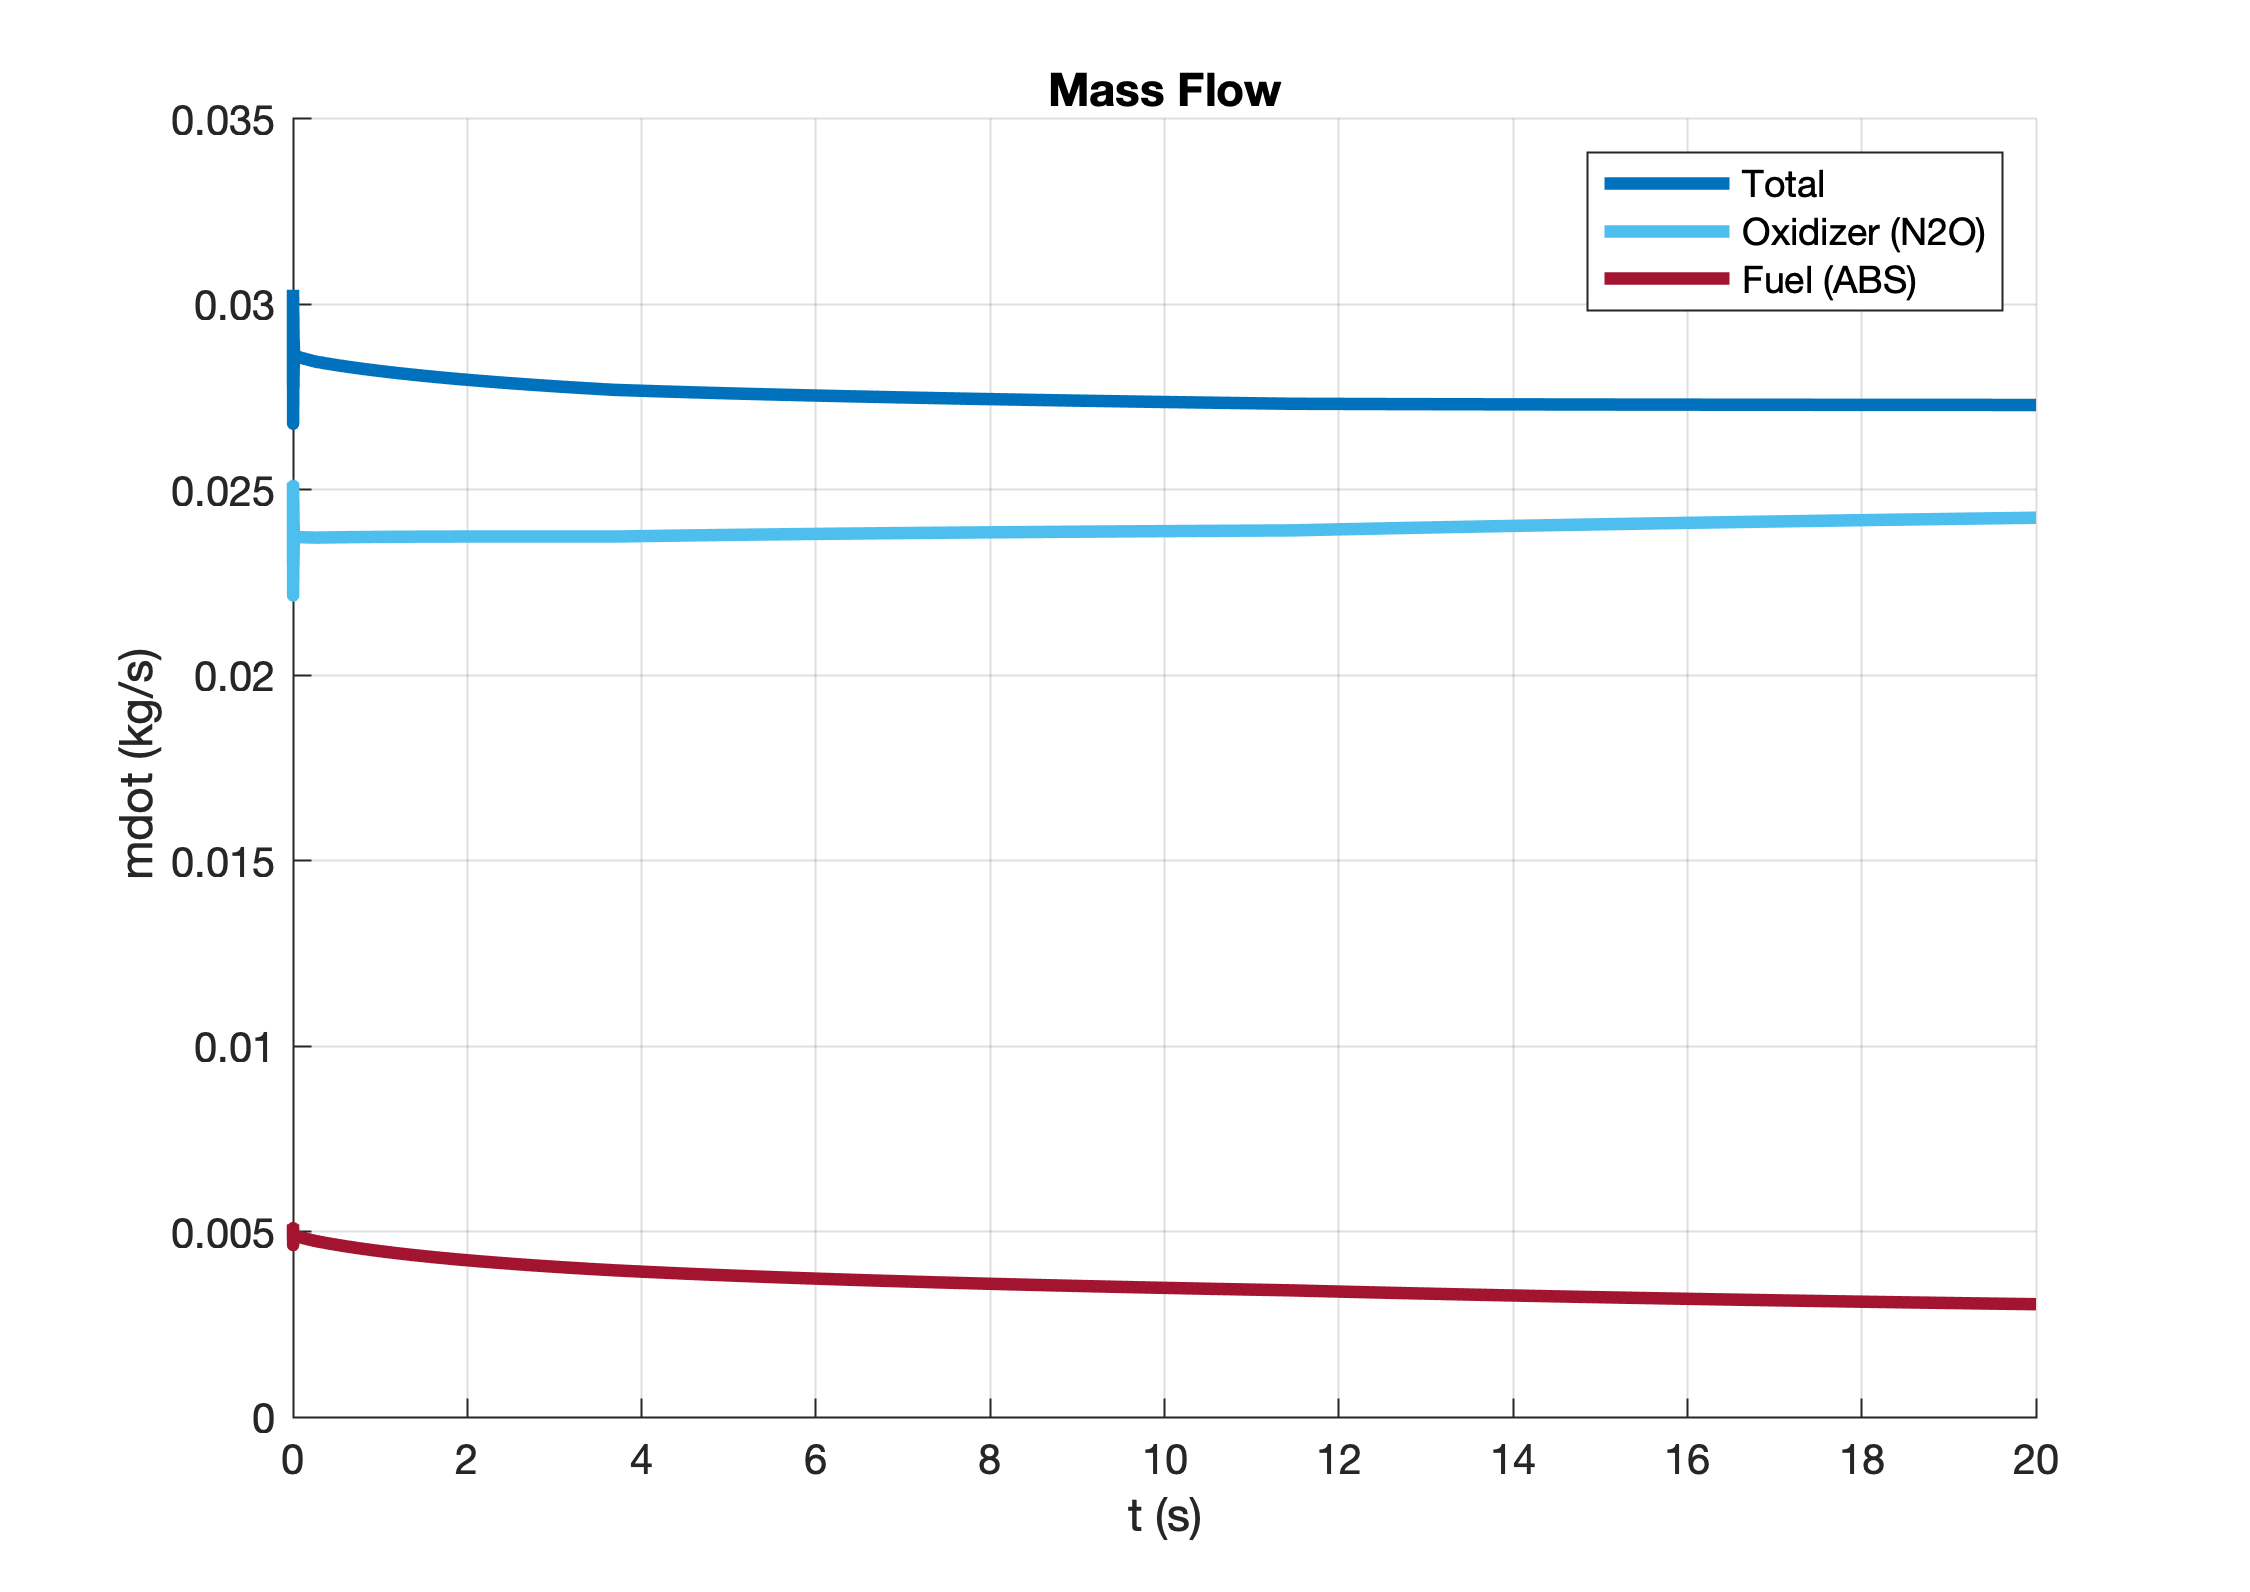 Mass Flow
0.035
0.03
0.025
0.02
0.015
0.01
0.005
0
mdot (kg/s)
Total
Oxidizer (N2O)
Fuel (ABS)
0 2 4 6 8 10 12 14 16 18 20
t (s)